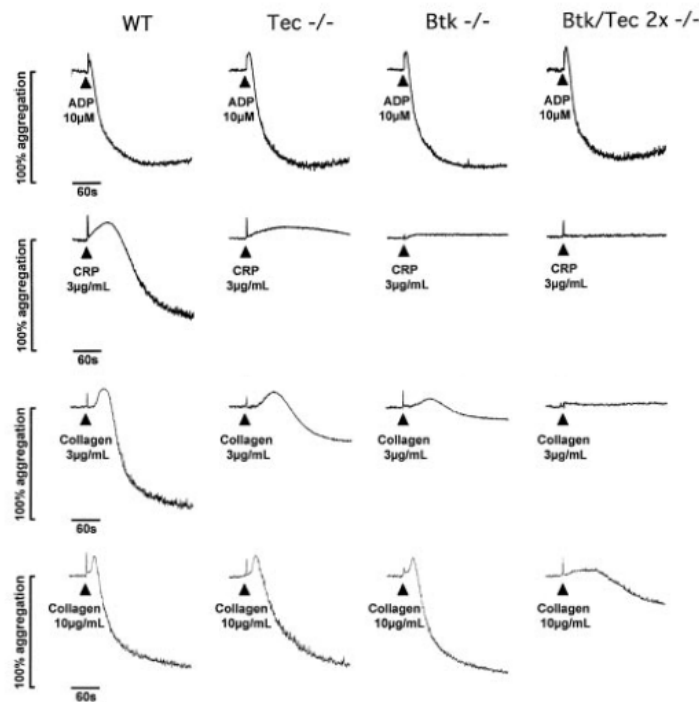 WT Tec -/- Btk -/- Btk/Tec 2x -/-
100% aggregation
ADP
10µM
ADP
10µM
ADP
10µM
ADP
10µM
60s
100% aggregation
CRP
3µg/mL
CRP
3µg/mL
CRP
3µg/mL
CRP
3µg/mL
60s
100% aggregation
Collagen
3µg/mL
Collagen
3µg/mL
Collagen
3µg/mL
Collagen
3µg/mL
60s
100% aggregation
Collagen
10µg/mL
Collagen
10µg/mL
Collagen
10µg/mL
Collagen
10µg/mL
60s